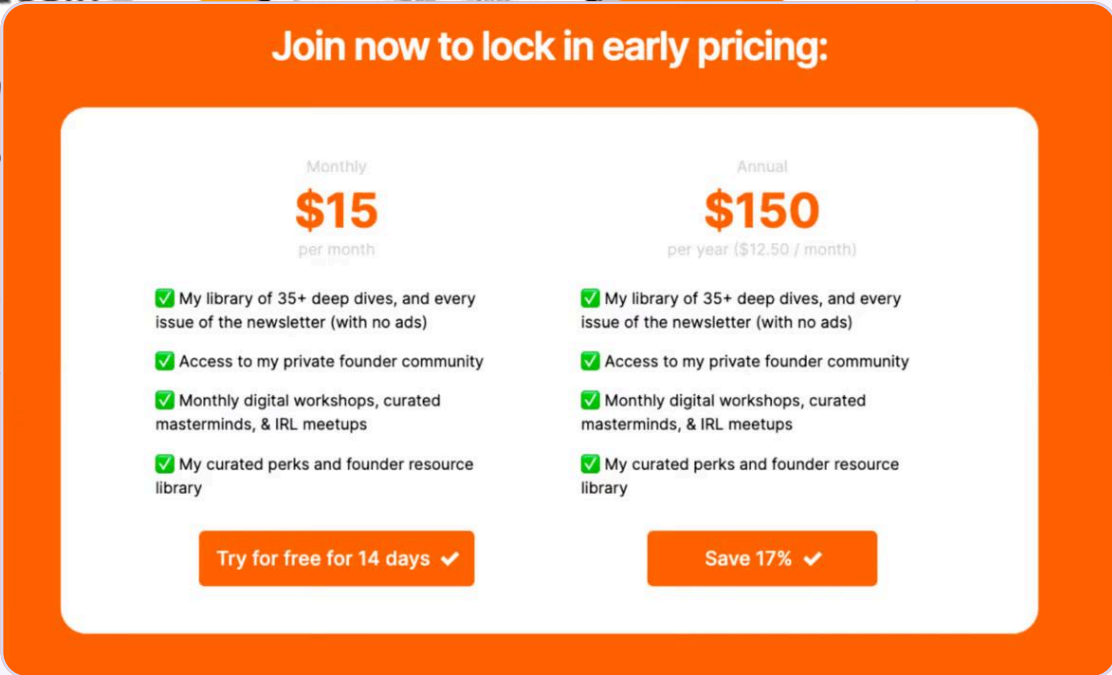 Join now to lock in early pricing:
Monthly
$15
per month
✅ My library of 35+ deep dives, and every
issue of the newsletter (with no ads)
✅ Access to my private founder community
✅ Monthly digital workshops, curated
masterminds, & IRL meetups
✅ My curated perks and founder resource
library
Try for free for 14 days ✔
Annual
$150
per year ($12.50 / month)
✅ My library of 35+ deep dives, and every
issue of the newsletter (with no ads)
✅ Access to my private founder community
✅ Monthly digital workshops, curated
masterminds, & IRL meetups
✅ My curated perks and founder resource
library
Save 17% ✔